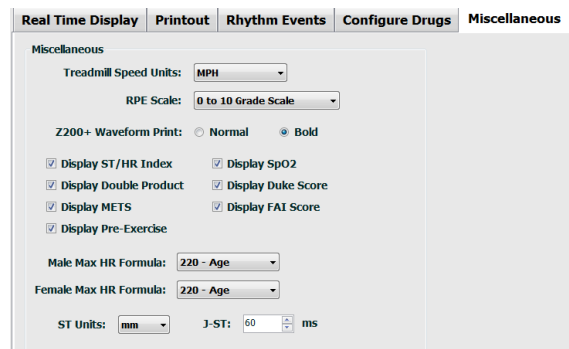 Real Time Display Printout Rhythm Events Configure Drugs Miscellaneous
Miscellaneous
Treadmill Speed Units: MPH
RPE Scale: 0 to 10 Grade Scale
Z200+ Waveform Print: Normal Bold
Display ST/HR Index Display SpO2
Display Double Product Display Duke Score
Display METS Display FAI Score
Display Pre-Exercise
Male Max HR Formula: 220 - Age
Female Max HR Formula: 220 - Age
ST Units: mm J-ST: 60 ms